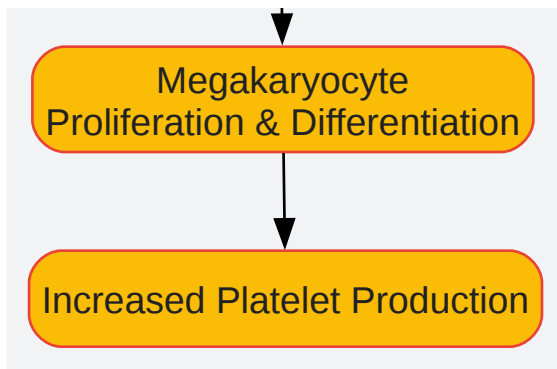 Megakaryocyte
Proliferation & Differentiation
Increased Platelet Production